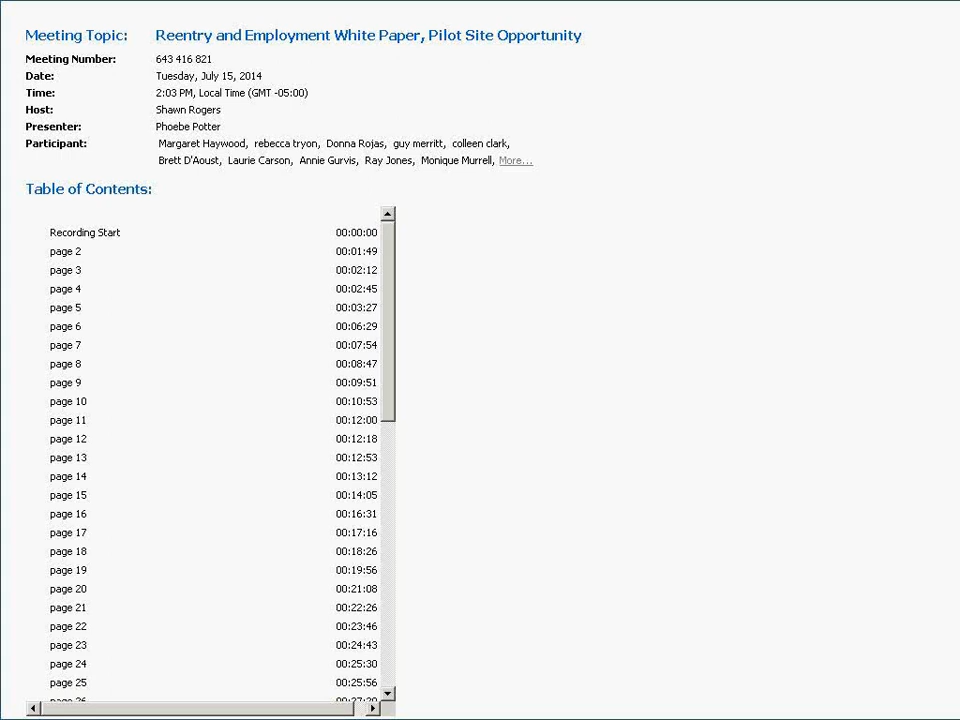 Meeting Topic: Reentry and Employment White Paper, Pilot Site Opportunity
Meeting Number: 643 416 821
Date: Tuesday, July 15, 2014
Time: 2:03 PM, Local Time (GMT -05:00)
Host: Shawn Rogers
Presenter: Phoebe Potter
Participant: Margaret Haywood, rebecca tryon, Donna Rojas, guy merritt, colleen clark,
Brett D'Aoust, Laurie Carson, Annie Gurvis, Ray Jones, Monique Murrell, More...
Table of Contents:
Recording Start 00:00:00
page 2 00:01:49
page 3 00:02:12
page 4 00:02:45
page 5 00:03:27
page 6 00:06:29
page 7 00:07:54
page 8 00:08:47
page 9 00:09:51
page 10 00:10:53
page 11 00:12:00
page 12 00:12:18
page 13 00:12:53
page 14 00:13:12
page 15 00:14:05
page 16 00:16:31
page 17 00:17:16
page 18 00:18:26
page 19 00:19:56
page 20 00:21:08
page 21 00:22:26
page 22 00:23:46
page 23 00:24:43
page 24 00:25:30
page 25 00:25:56
page 26